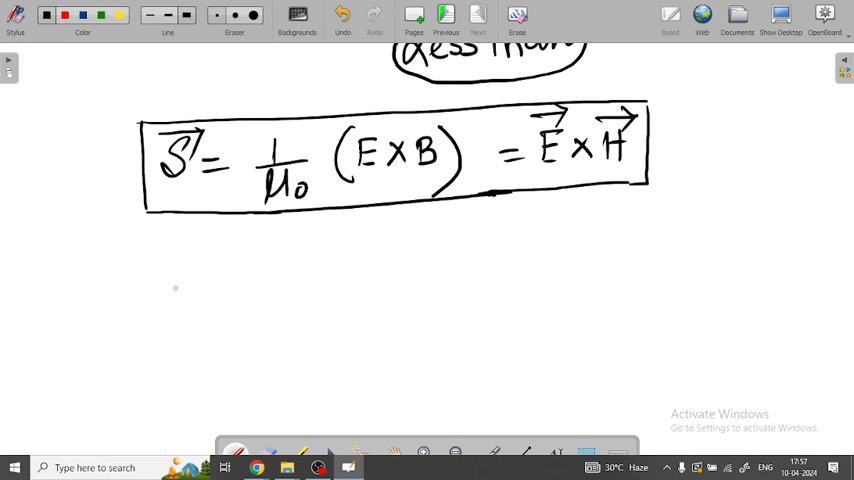 Stylus Color Line Eraser Backgrounds Undo Redo Pages Previous Next Erase Board Web Documents Show Desktop OpenBoard
Less than
S⃗ = 1/μ₀ (E×B) = E⃗ × H⃗
Activate Windows
Go to Settings to activate Windows.
Type here to search
30°C Haze
ENG
17:57
10-04-2024